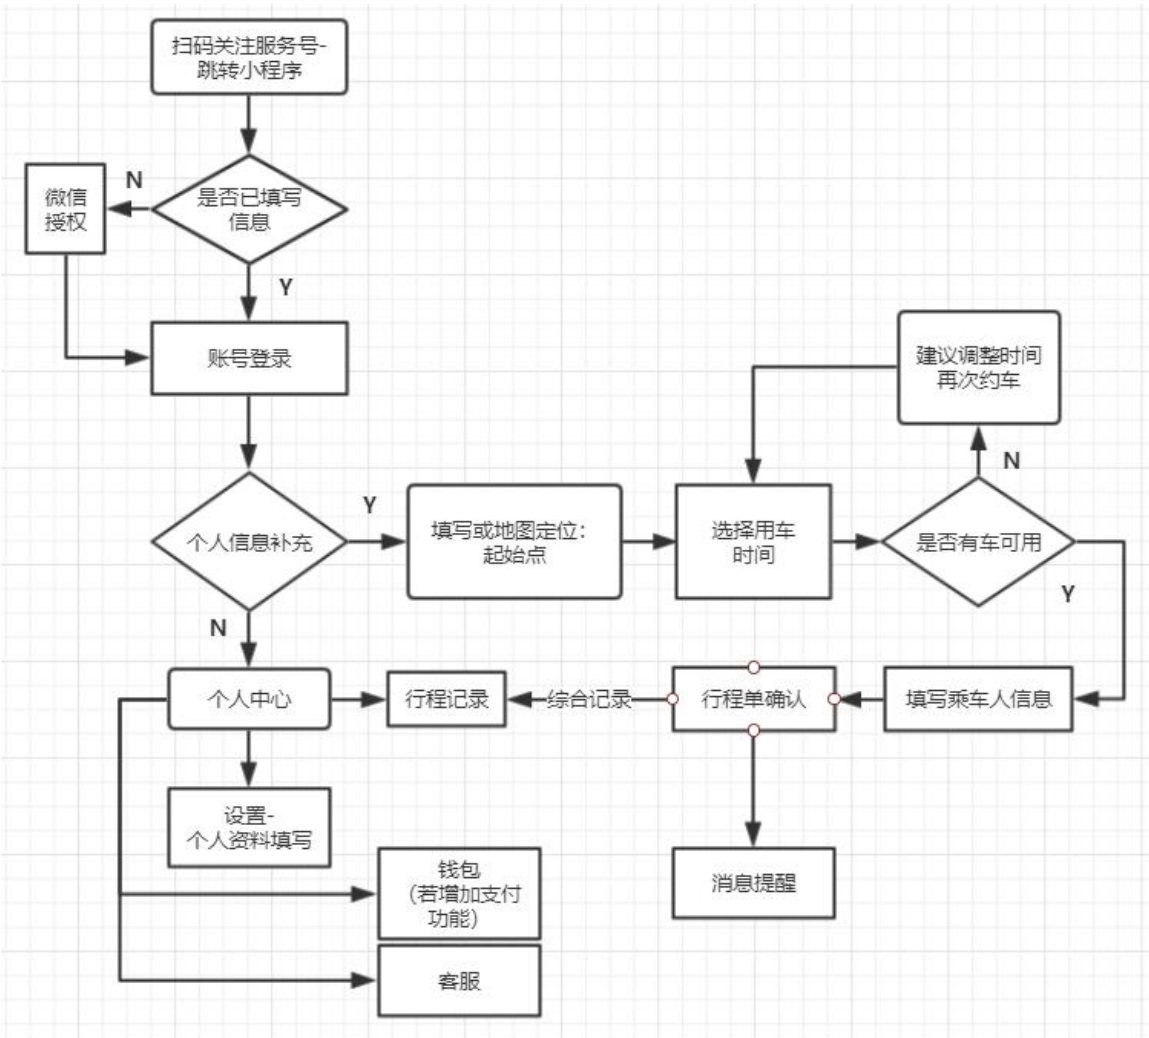 扫码关注服务号-
跳转小程序
是否已填写
信息
N
微信
授权
Y
账号登录
建议调整时间
再次约车
N
个人信息补充
Y
填写或地图定位：
起始点
选择用车
时间
是否有车可用
Y
N
个人中心
行程记录
综合记录
行程单确认
填写乘车人信息
设置-
个人资料填写
钱包
（若增加支付
功能）
消息提醒
客服